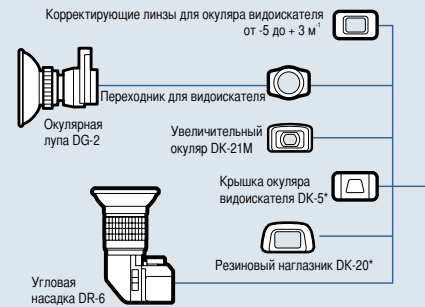 Корректирующие линзы для окуляра видоискателя
от -5 до + 3 м-1
Переходник для видоискателя
Окулярная
лупа DG-2
Увеличительный
окуляр DK-21M
Крышка окуляра
видоискателя DK-5*
Резиновый наглазник DK-20*
Угловая
насадка DR-6